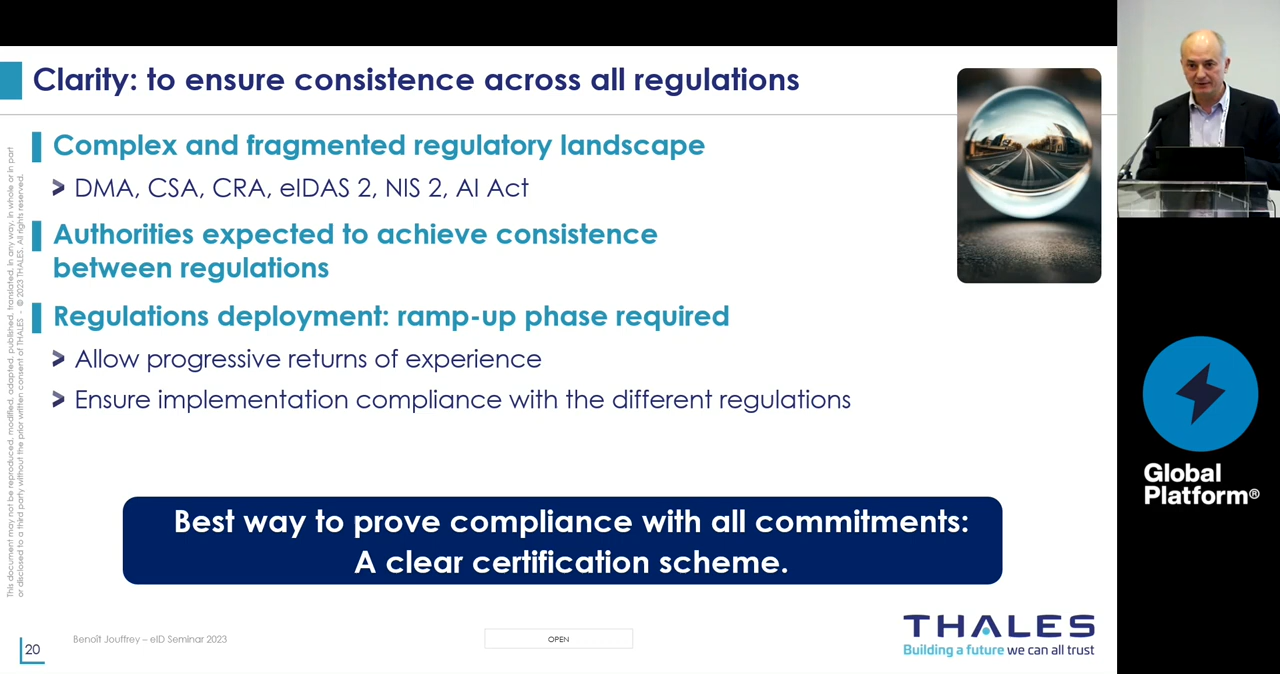 Clarity: to ensure consistence across all regulations
Complex and fragmented regulatory landscape
DMA, CSA, CRA, eIDAS 2, NIS 2, AI Act
Authorities expected to achieve consistence
between regulations
Regulations deployment: ramp-up phase required
Allow progressive returns of experience
Ensure implementation compliance with the different regulations
Best way to prove compliance with all commitments:
A clear certification scheme.
This document may not be reproduced, modified, adapted, published, translated, in any way, in whole or in part
or disclosed to a third party without the prior written consent of THALES - © 2023 THALES. All rights reserved.
20
Benoît Jouffrey – eID Seminar 2023
OPEN
THALES
Building a future we can all trust
Global
Platform®